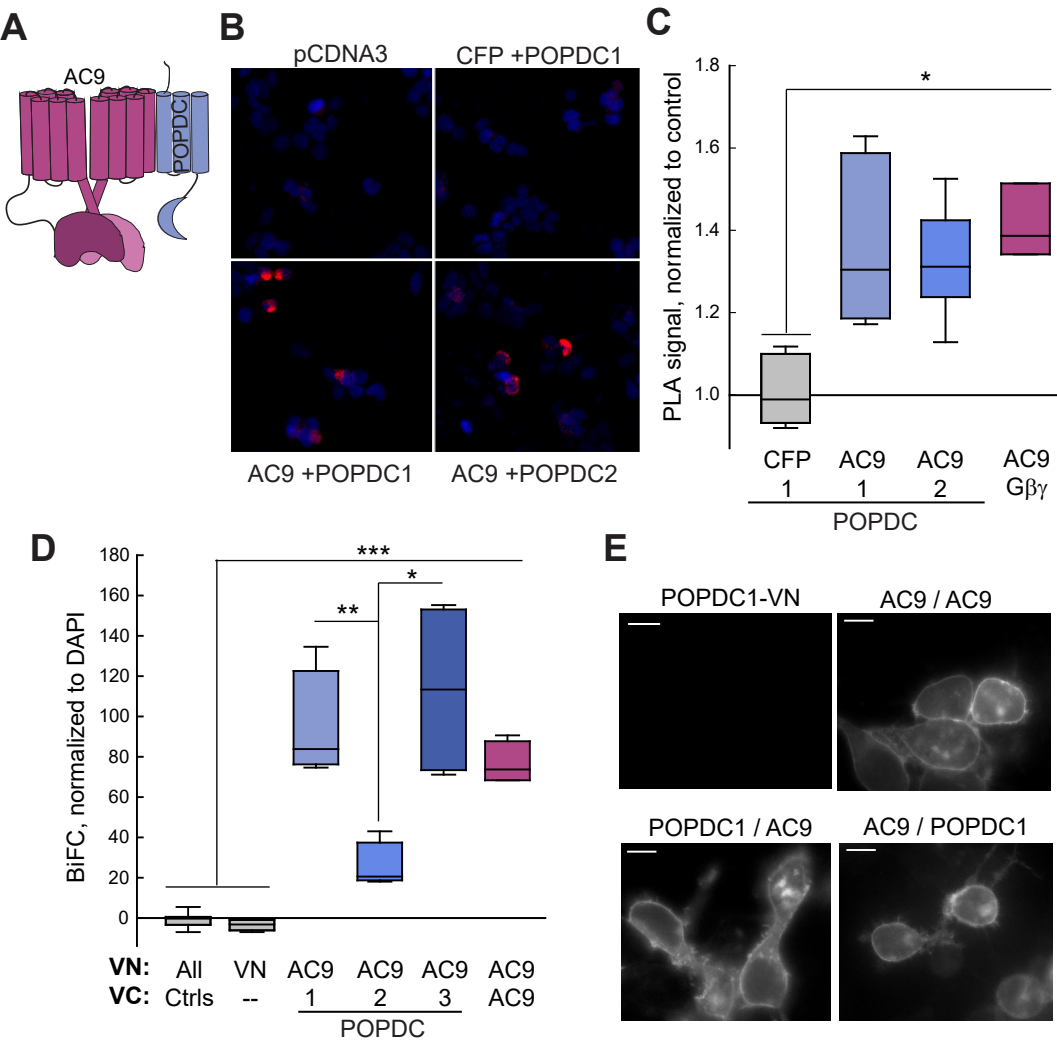 A
AC9
POPDC
B
pCDNA3
CFP +POPDC1
AC9 +POPDC1
AC9 +POPDC2
C
PLA signal, normalized to control
1.8
1.6
1.4
1.2
1.0
*
CFP AC9 AC9 AC9
1 1 2 Gβγ
POPDC
D
BiFC, normalized to DAPI
180
160
140
120
100
80
60
40
20
0
***
*
**
VN: All VN AC9 AC9 AC9 AC9
VC: Ctrls -- 1 2 3 AC9
POPDC
E
POPDC1-VN
AC9 / AC9
POPDC1 / AC9
AC9 / POPDC1